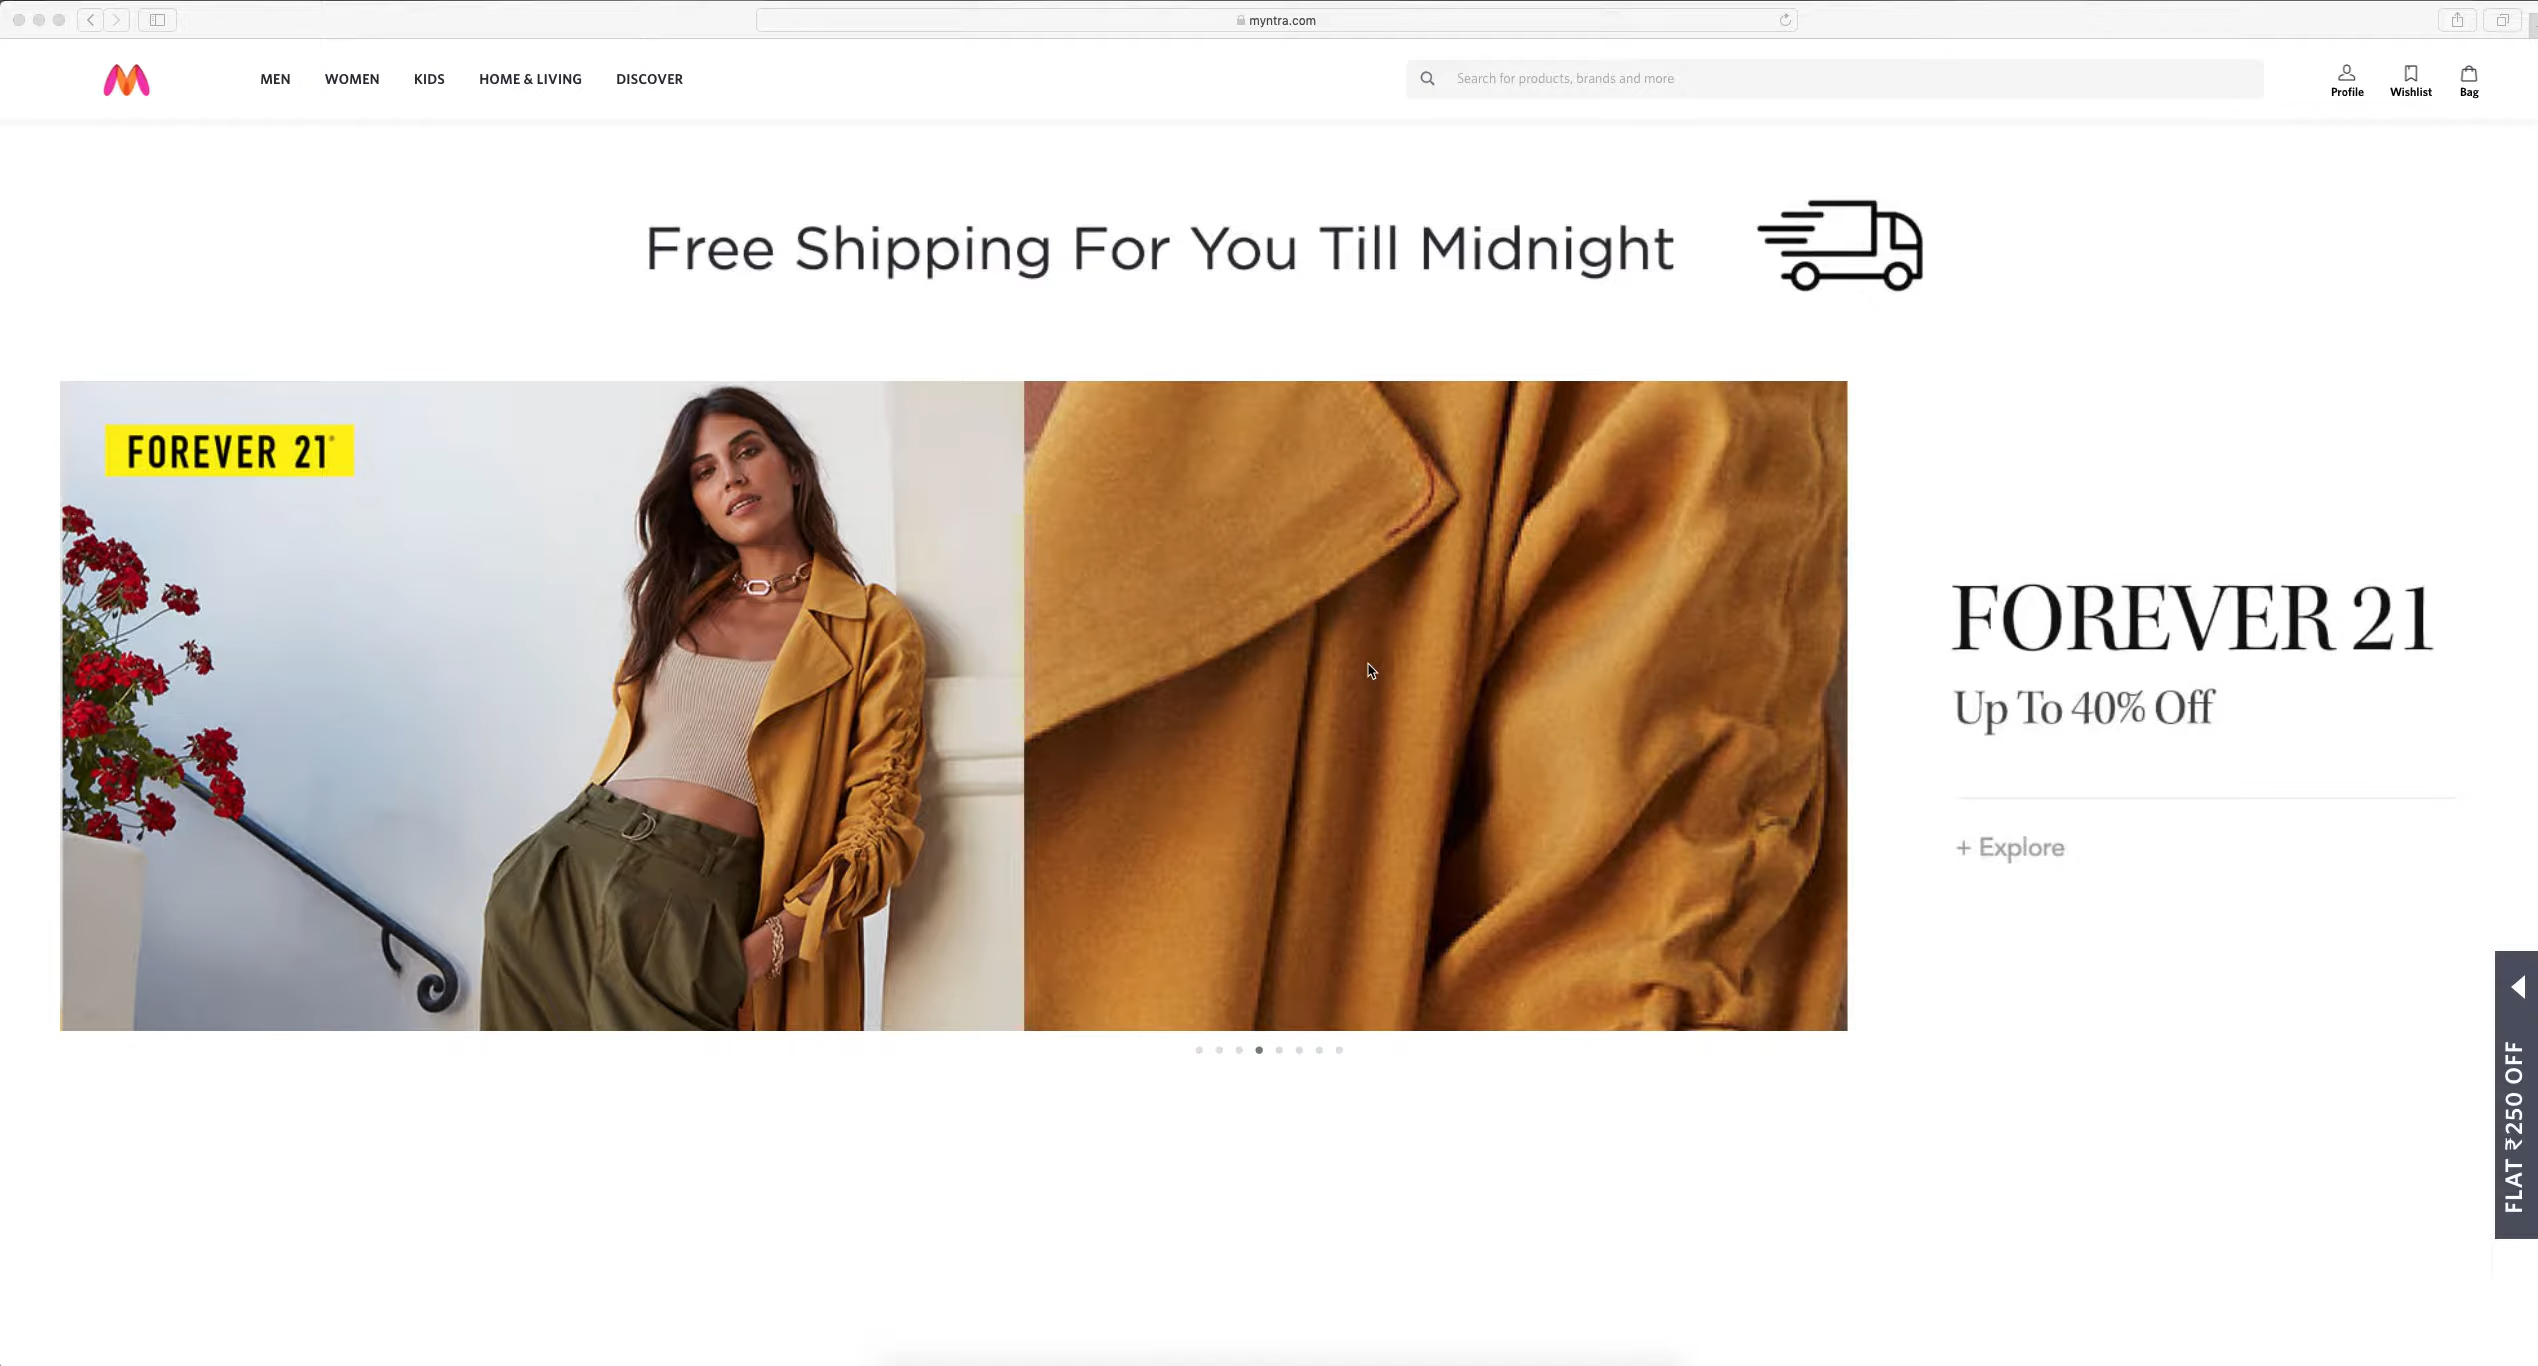 myntra.com
MEN WOMEN KIDS HOME & LIVING DISCOVER
Search for products, brands and more
Profile Wishlist Bag
Free Shipping For You Till Midnight
FOREVER 21
FOREVER 21
Up To 40% Off
+ Explore
FLAT ₹250 OFF